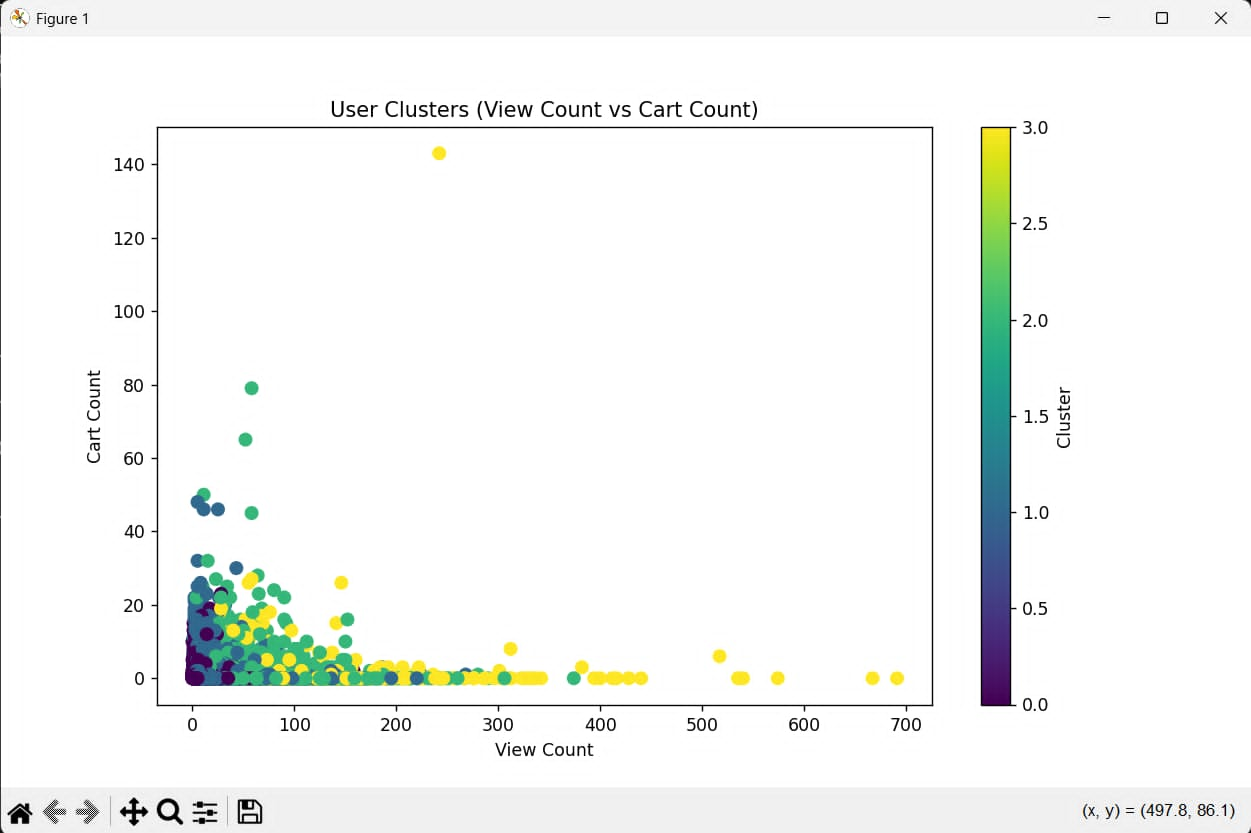 Figure 1
User Clusters (View Count vs Cart Count)
140
120
100
80
60
40
20
0
Cart Count
0 100 200 300 400 500 600 700
View Count
3.0
2.5
2.0
1.5
1.0
0.5
0.0
Cluster
(x, y) = (497.8, 86.1)